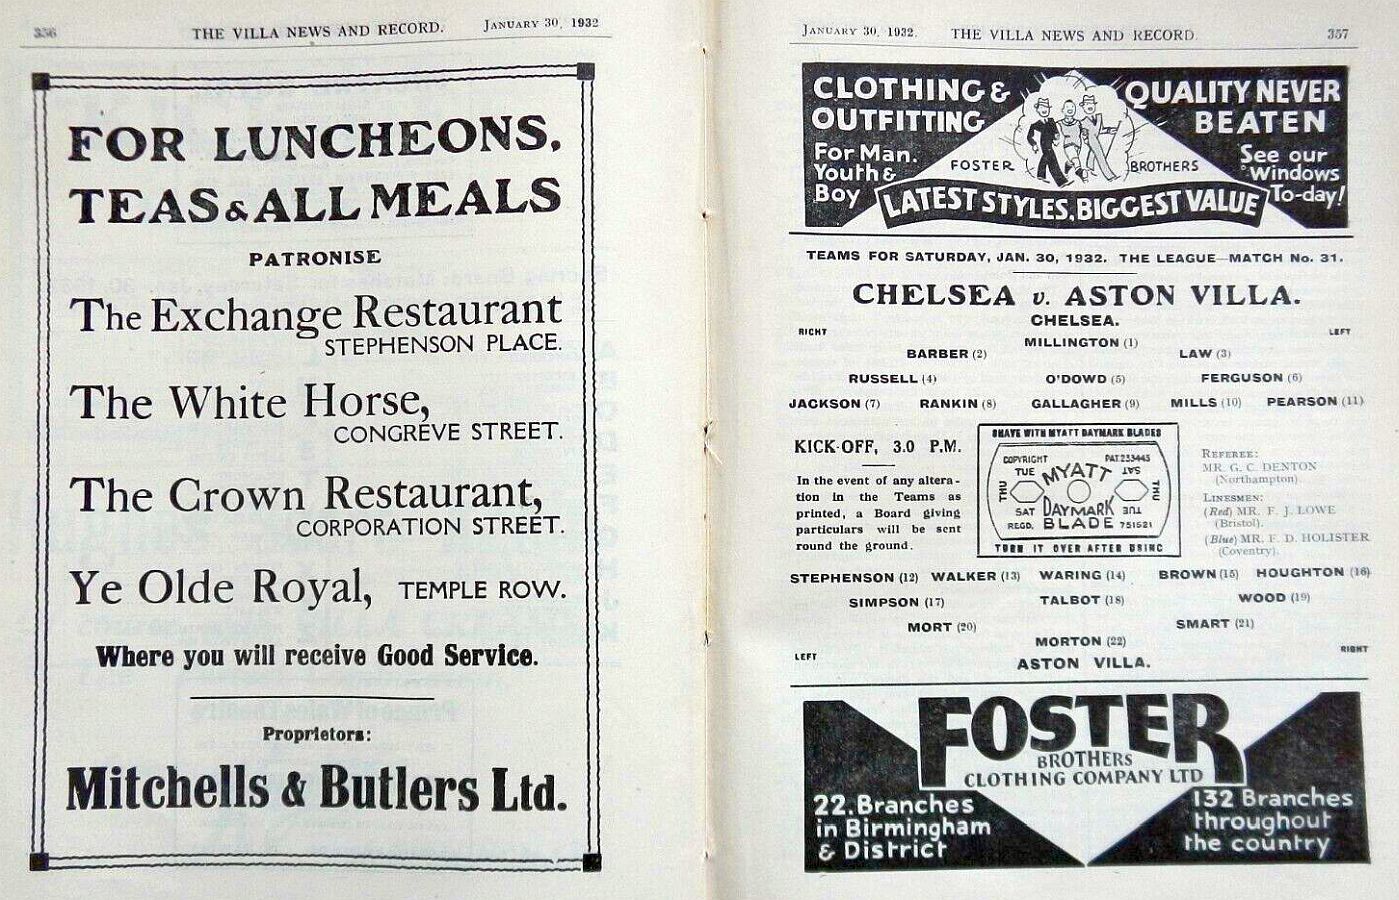 336
THE VILLA NEWS AND RECORD.
JANUARY 30, 1932
FOR LUNCHEONS,
TEAS & ALL MEALS
PATRONISE
The Exchange Restaurant
STEPHENSON PLACE.
The White Horse,
CONGREVE STREET.
The Crown Restaurant,
CORPORATION STREET.
Ye Olde Royal, TEMPLE ROW.
Where you will receive Good Service.
Proprietors:
Mitchells & Butlers Ltd.
JANUARY 30, 1932. THE VILLA NEWS AND RECORD. 357
CLOTHING &
OUTFITTING
For Man.
Youth &
Boy
FOSTER BROTHERS
QUALITY NEVER
BEATEN
See our
Windows
To-day!
LATEST STYLES, BIGGEST VALUE
TEAMS FOR SATURDAY, JAN. 30, 1932. THE LEAGUE—MATCH No. 31.
CHELSEA v. ASTON VILLA.
CHELSEA.
RIGHT LEFT
MILLINGTON (1)
BARBER (2) LAW (3)
RUSSELL (4) O'DOWD (5) FERGUSON (6)
JACKSON (7) RANKIN (8) GALLAGHER (9) MILLS (10) PEARSON (11)
KICK-OFF, 3.0 P.M.
In the event of any altera-
tion in the Teams as
printed, a Board giving
particulars will be sent
round the ground.
SHAVE WITH MYATT DAYMARK BLADES
COPYRIGHT PAT. 233445
TUE MYATT SAT
THU THU
SAT DAYMARK TUE
REGD. BLADE 751521
TURN IT OVER AFTER USING
REFEREE:
MR. G. C. DENTON
(Northampton)
LINESMEN:
(Red) MR. F. J. LOWE
(Bristol).
(Blue) MR. F. D. HOLISTER
(Coventry).
STEPHENSON (12) WALKER (13) WARING (14) BROWN (15) HOUGHTON (16)
SIMPSON (17) TALBOT (18) WOOD (19)
MORT (20) SMART (21)
MORTON (22)
LEFT RIGHT
ASTON VILLA.
FOSTER
BROTHERS
CLOTHING COMPANY LTD
22. Branches
in Birmingham
& District
132 Branches
throughout
the country